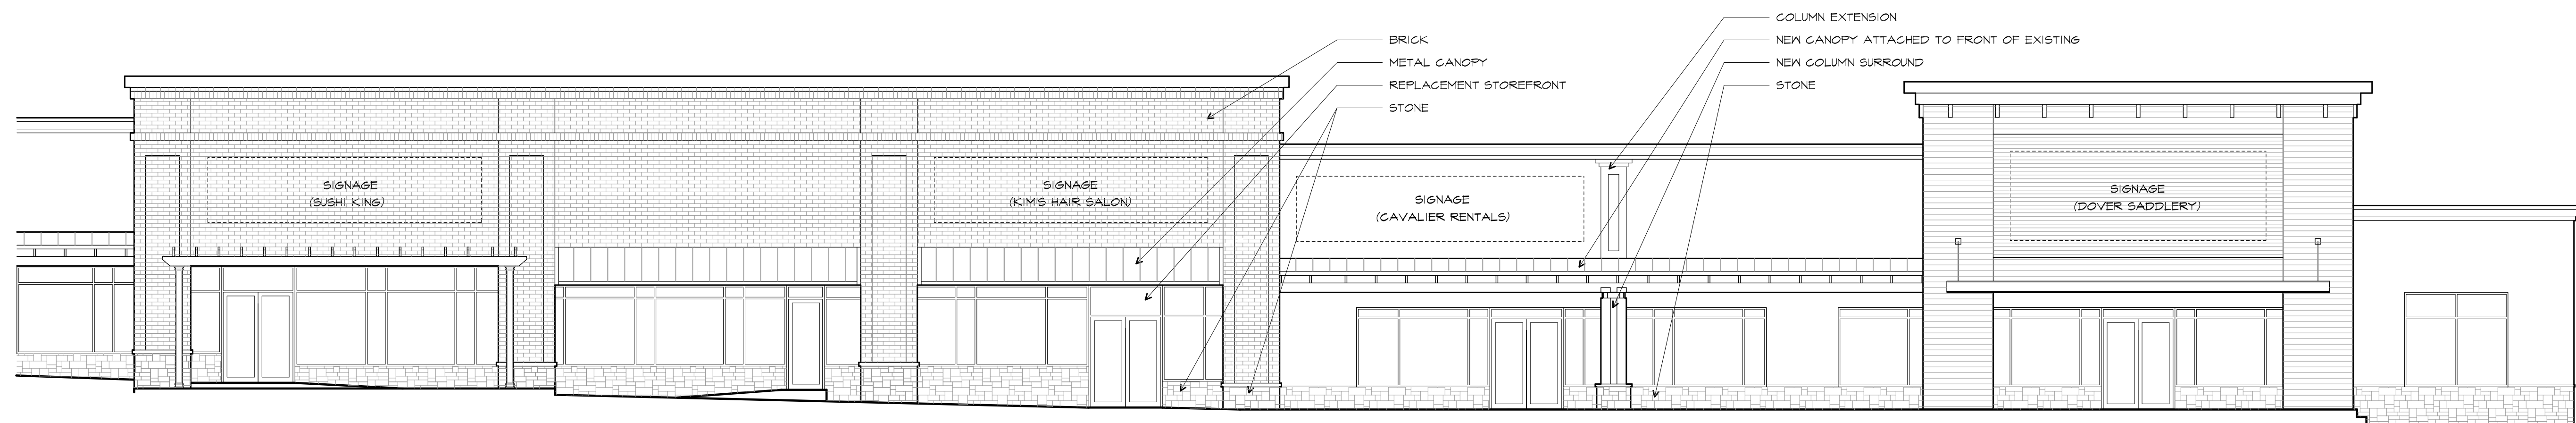 COLUMN EXTENSION
BRICK
NEW CANOPY ATTACHED TO FRONT OF EXISTING
METAL CANOPY
NEW COLUMN SURROUND
REPLACEMENT STOREFRONT
STONE
STONE
SIGNAGE
(SUSHI KING)
SIGNAGE
(KIM'S HAIR SALON)
SIGNAGE
(CAVALIER RENTALS)
SIGNAGE
(DOVER SADDLERY)